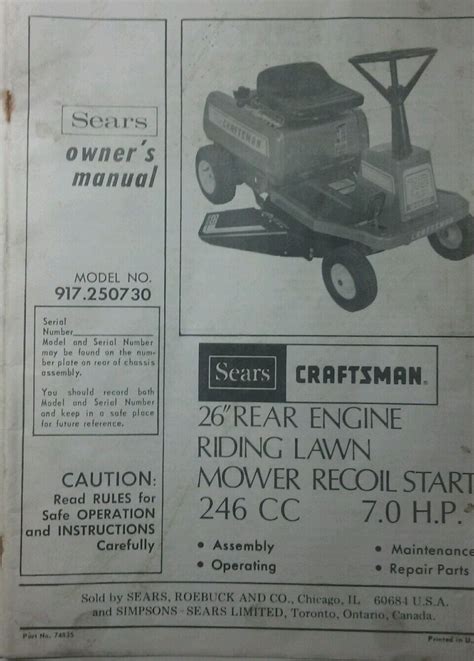 Sears
owner's
manual
MODEL NO.
917.250730
Serial
Number
Model and Serial Number
may be found on the num-
ber plate on rear of chassis
assembly.
You should record both
Model and Serial Number
and keep in a safe place
for future reference.
CAUTION:
Read RULES for
Safe OPERATION
and INSTRUCTIONS
Carefully
CRAFTSMAN
CRAFTSMAN
Sears CRAFTSMAN®
26" REAR ENGINE
RIDING LAWN
MOWER RECOIL START
246 CC 7.0 H.P.
• Assembly
• Operating
• Maintenance
• Repair Parts
Sold by SEARS, ROEBUCK AND CO., Chicago, IL 60684 U.S.A.
and SIMPSONS-SEARS LIMITED, Toronto, Ontario, Canada.
Part No. 74635
Printed in U.